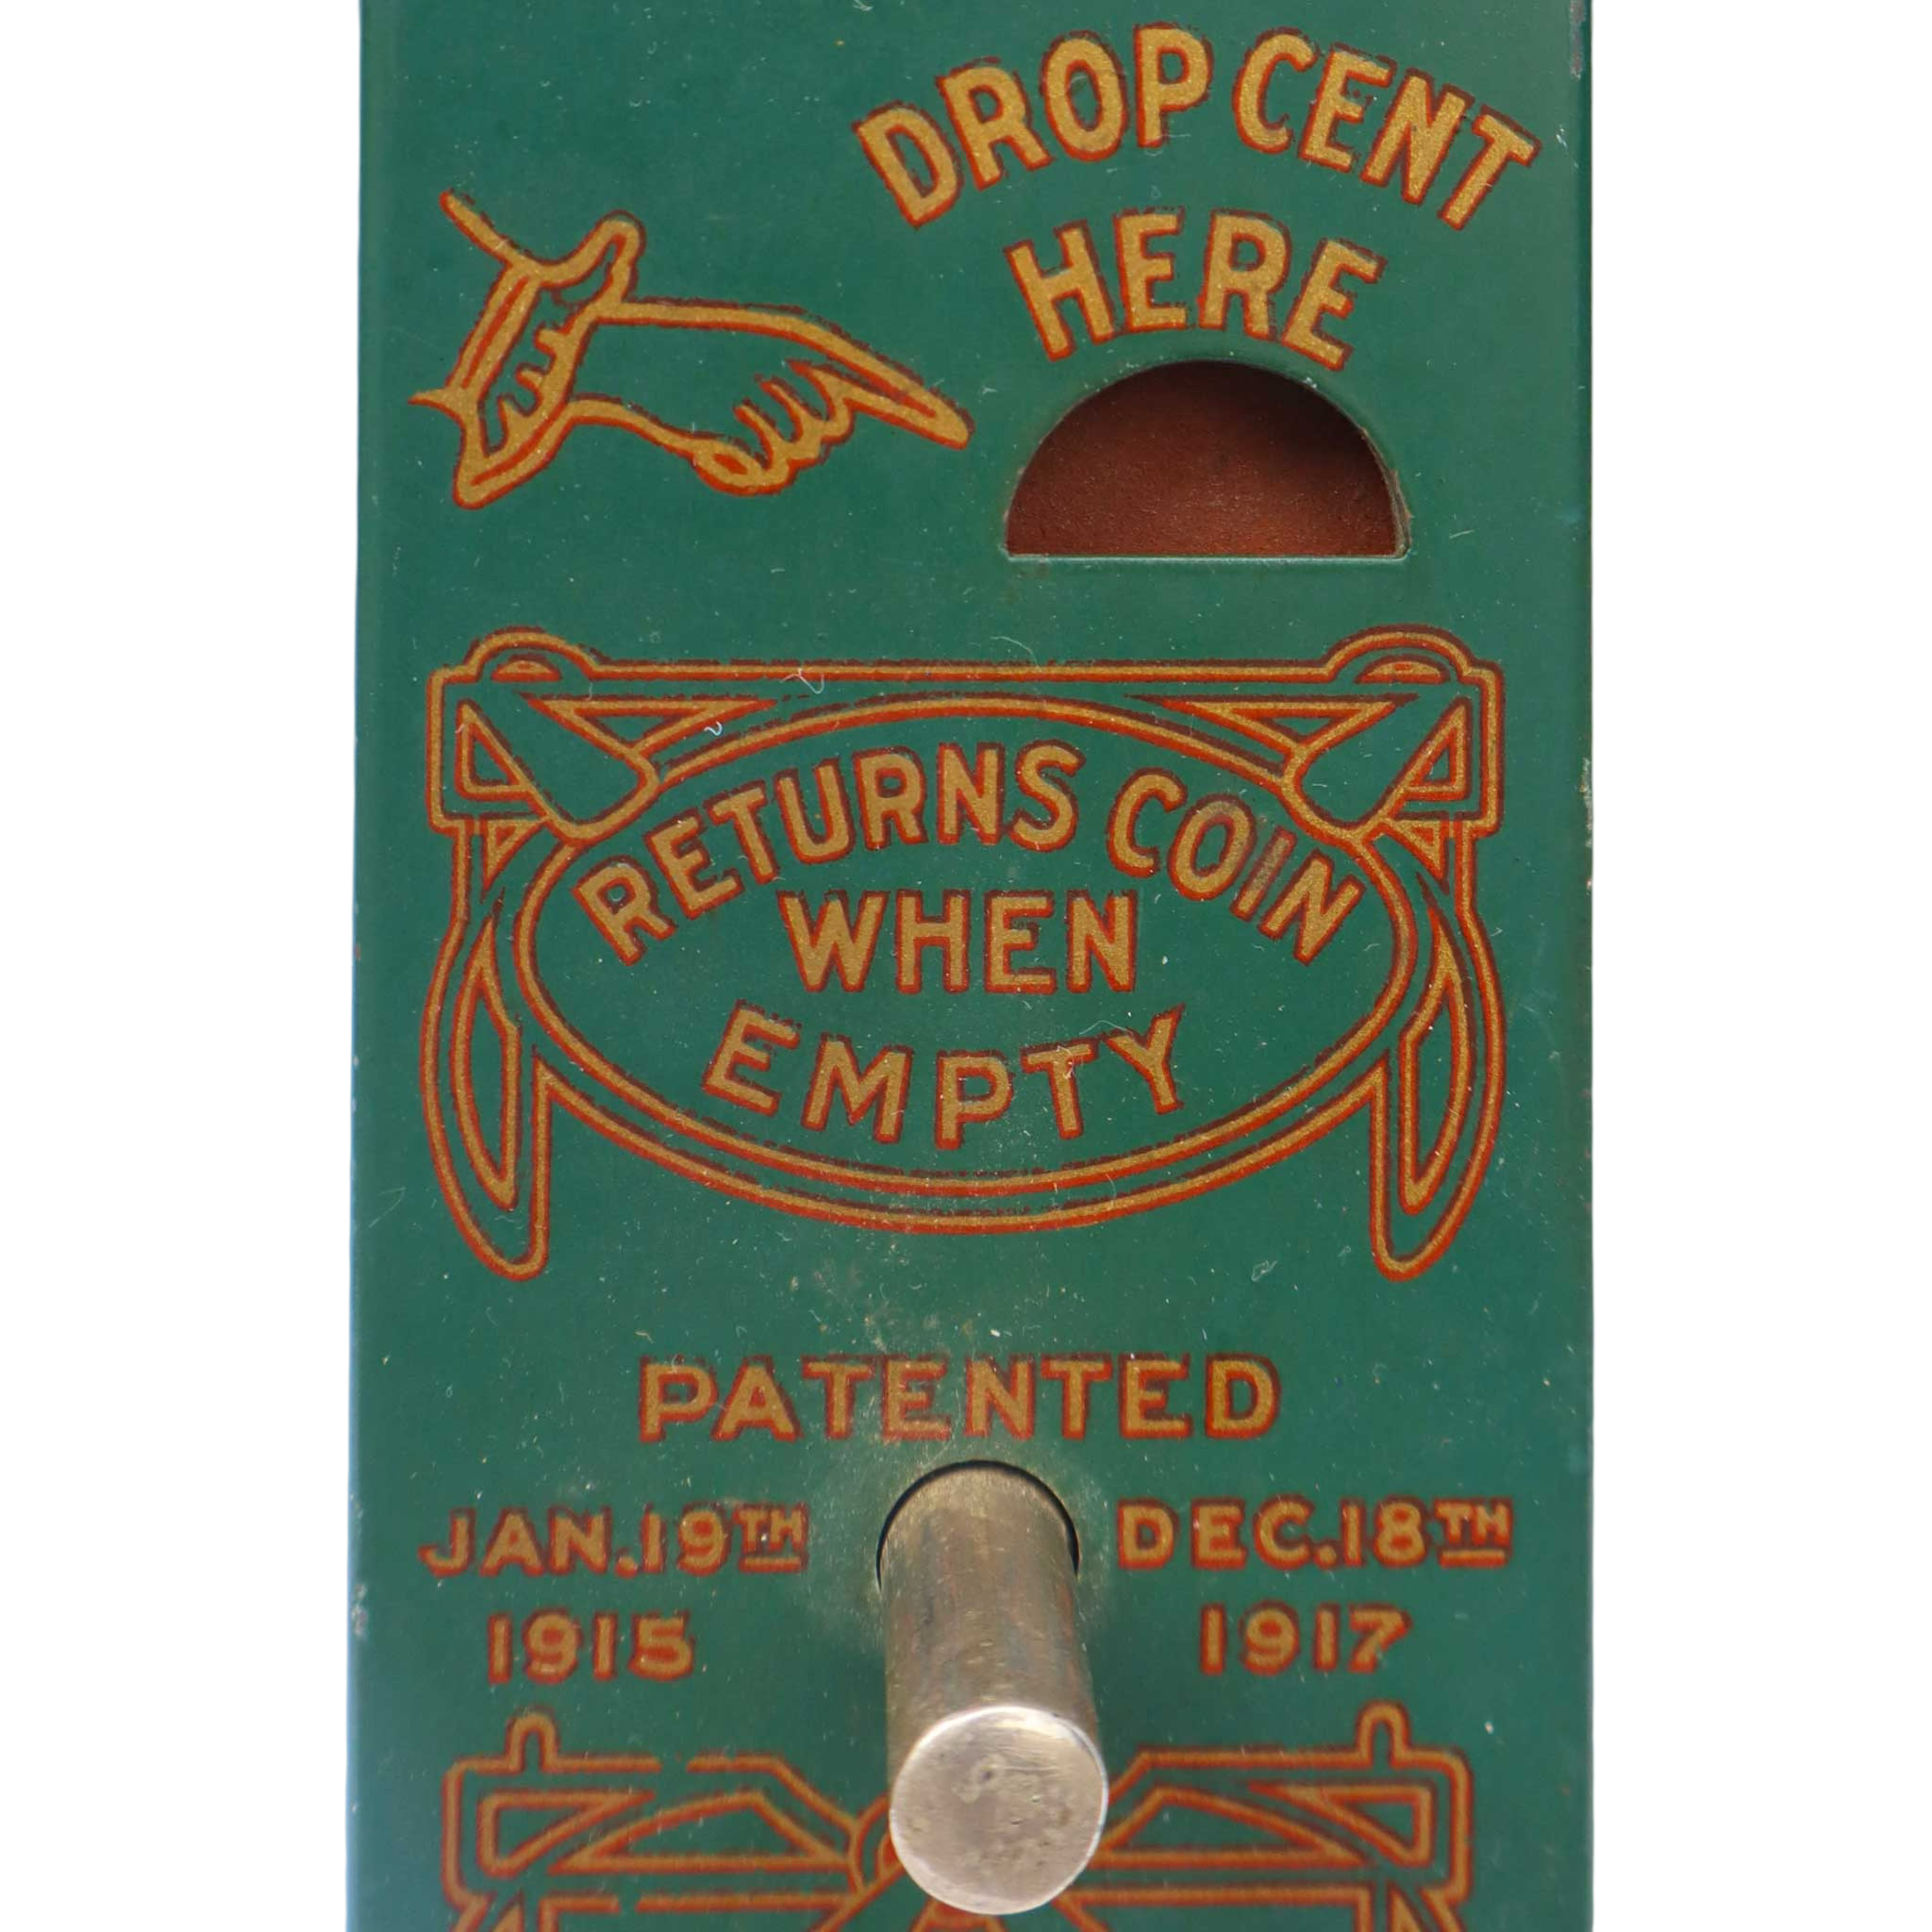 DROP CENT
HERE
RETURNS COIN
WHEN
EMPTY
PATENTED
JAN. 19TH DEC. 18TH
1915 1917